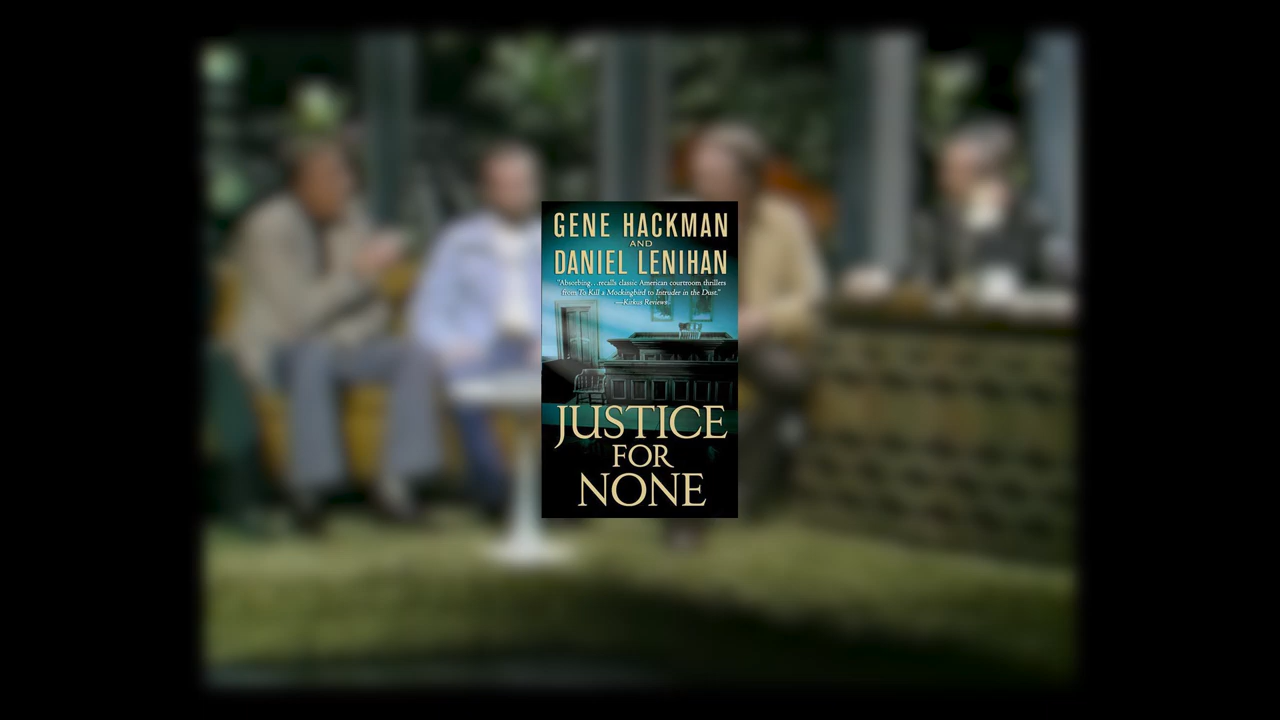 GENE HACKMAN
AND
DANIEL LENIHAN
"Absorbing...recalls classic American courtroom thrillers
from To Kill a Mockingbird to Intruder in the Dust."
—Kirkus Reviews
JUSTICE
FOR
NONE